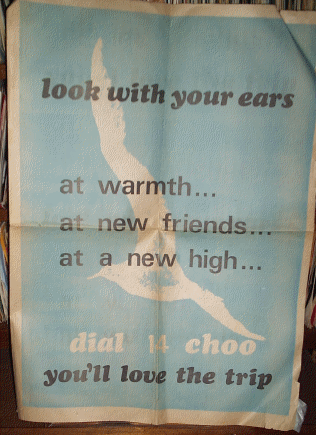 look with your ears
at warmth...
at new friends...
at a new high...
dial 14 choo
you'll love the trip